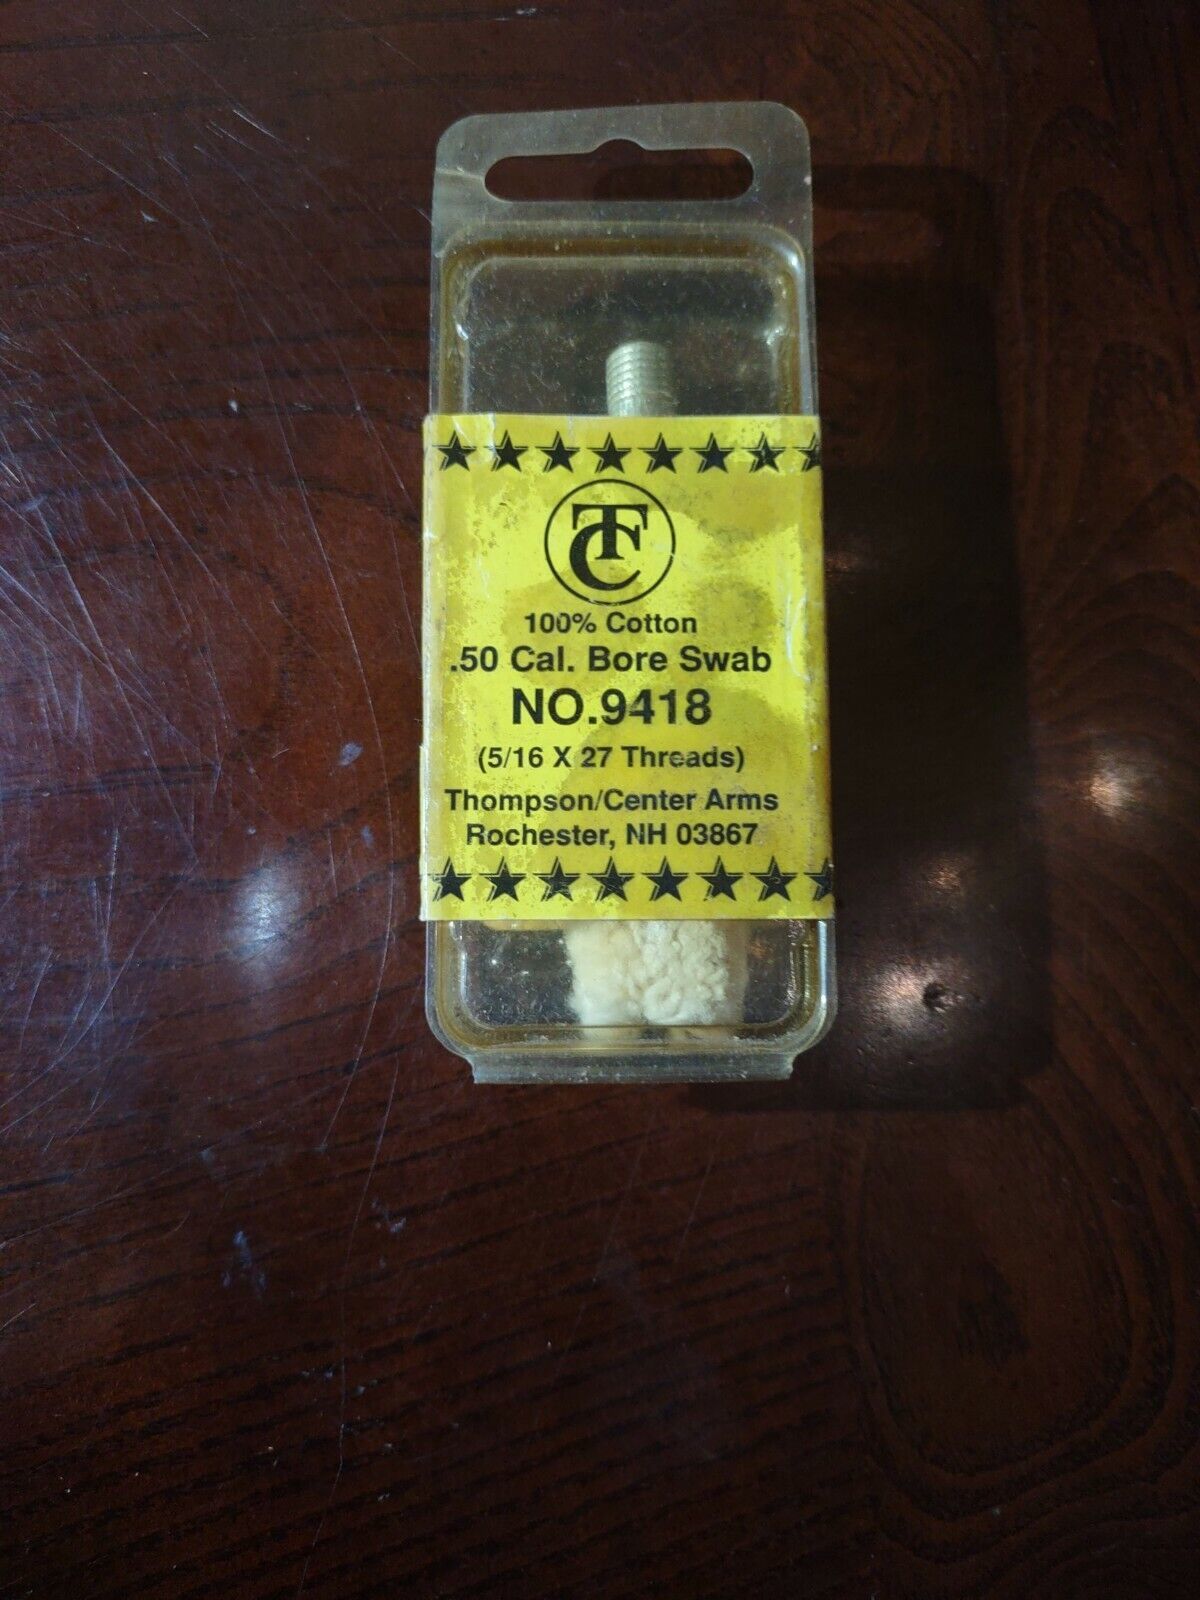 TC
100% Cotton
.50 Cal. Bore Swab
NO.9418
(5/16 X 27 Threads)
Thompson/Center Arms
Rochester, NH 03867